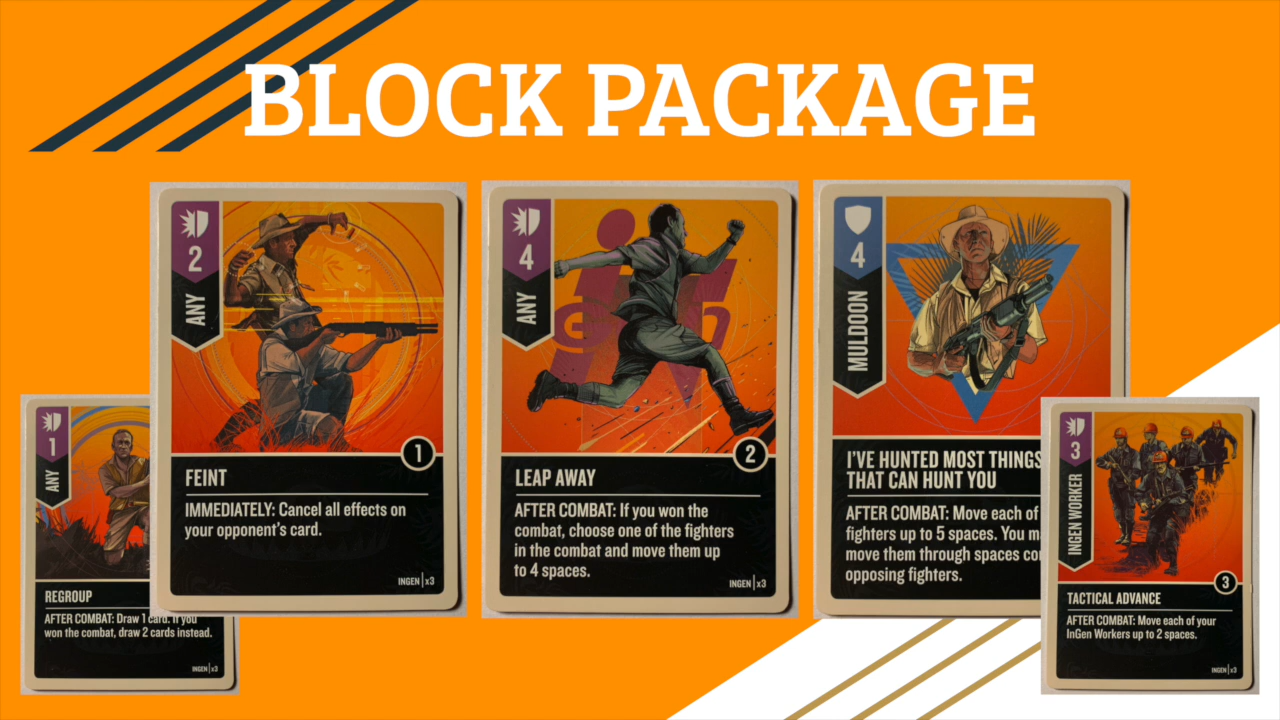 BLOCK PACKAGE
1
ANY
REGROUP
AFTER COMBAT: Draw 1 card. If you
won the combat, draw 2 cards instead.
INGEN x3
2
ANY
1
FEINT
IMMEDIATELY: Cancel all effects on
your opponent's card.
INGEN x3
4
ANY
2
LEAP AWAY
AFTER COMBAT: If you won the
combat, choose one of the fighters
in the combat and move them up
to 4 spaces.
INGEN x3
4
MULDOON
I'VE HUNTED MOST THINGS
THAT CAN HUNT YOU
AFTER COMBAT: Move each of
fighters up to 5 spaces. You
move them through spaces
opposing fighters.
3
INGEN WORKER
3
TACTICAL ADVANCE
AFTER COMBAT: Move each of your
InGen Workers up to 2 spaces.
INGEN x3